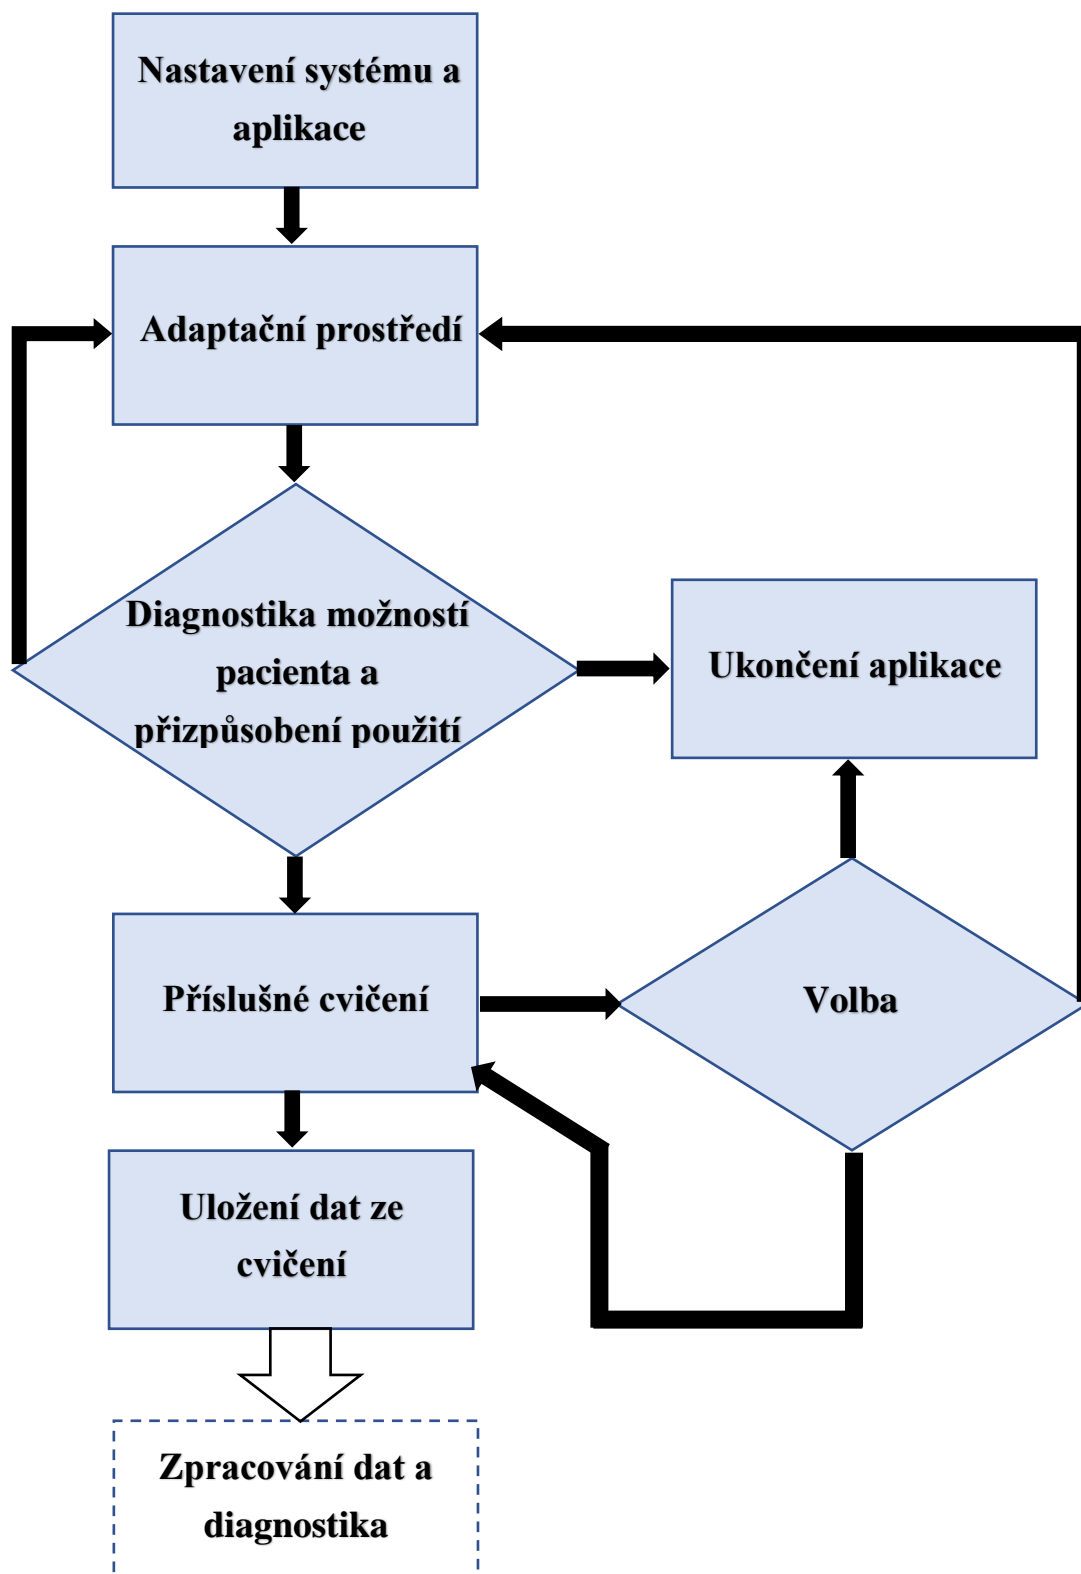 Nastavení systému a
aplikace
Adaptační prostředí
Diagnostika možností
pacienta a
přizpůsobení použití
Ukončení aplikace
Příslušné cvičení
Volba
Uložení dat ze
cvičení
Zpracování dat a
diagnostika